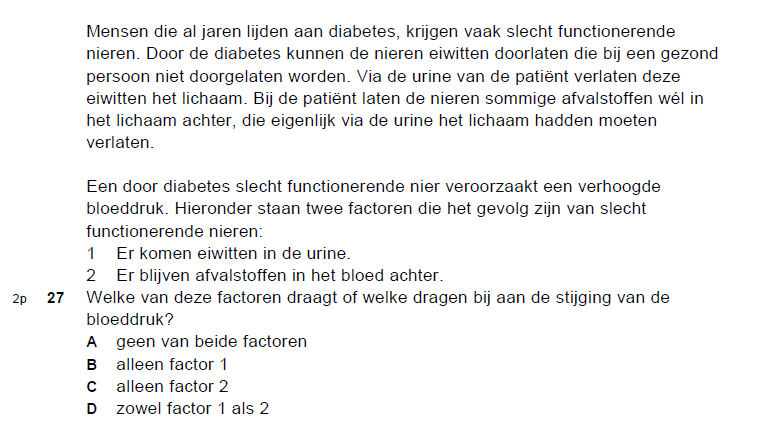 Mensen die al jaren lijden aan diabetes, krijgen vaak slecht functionerende
nieren. Door de diabetes kunnen de nieren eiwitten doorlaten die bij een gezond
persoon niet doorgelaten worden. Via de urine van de patiënt verlaten deze
eiwitten het lichaam. Bij de patiënt laten de nieren sommige afvalstoffen wél in
het lichaam achter, die eigenlijk via de urine het lichaam hadden moeten
verlaten.
Een door diabetes slecht functionerende nier veroorzaakt een verhoogde
bloeddruk. Hieronder staan twee factoren die het gevolg zijn van slecht
functionerende nieren:
1 Er komen eiwitten in de urine.
2 Er blijven afvalstoffen in het bloed achter.
2p 27 Welke van deze factoren draagt of welke dragen bij aan de stijging van de
bloeddruk?
A geen van beide factoren
B alleen factor 1
C alleen factor 2
D zowel factor 1 als 2